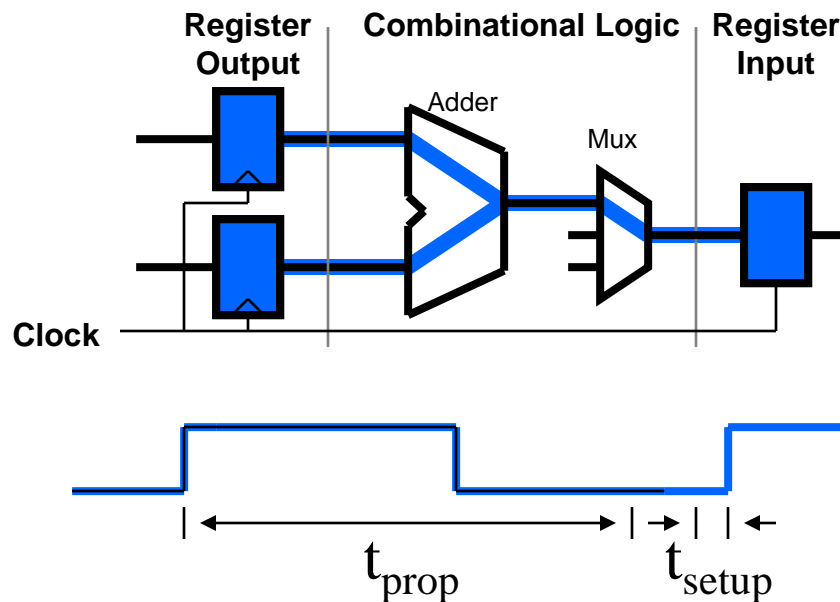 Register Output
Combinational Logic
Register Input
Adder
Mux
Clock
tprop
tsetup